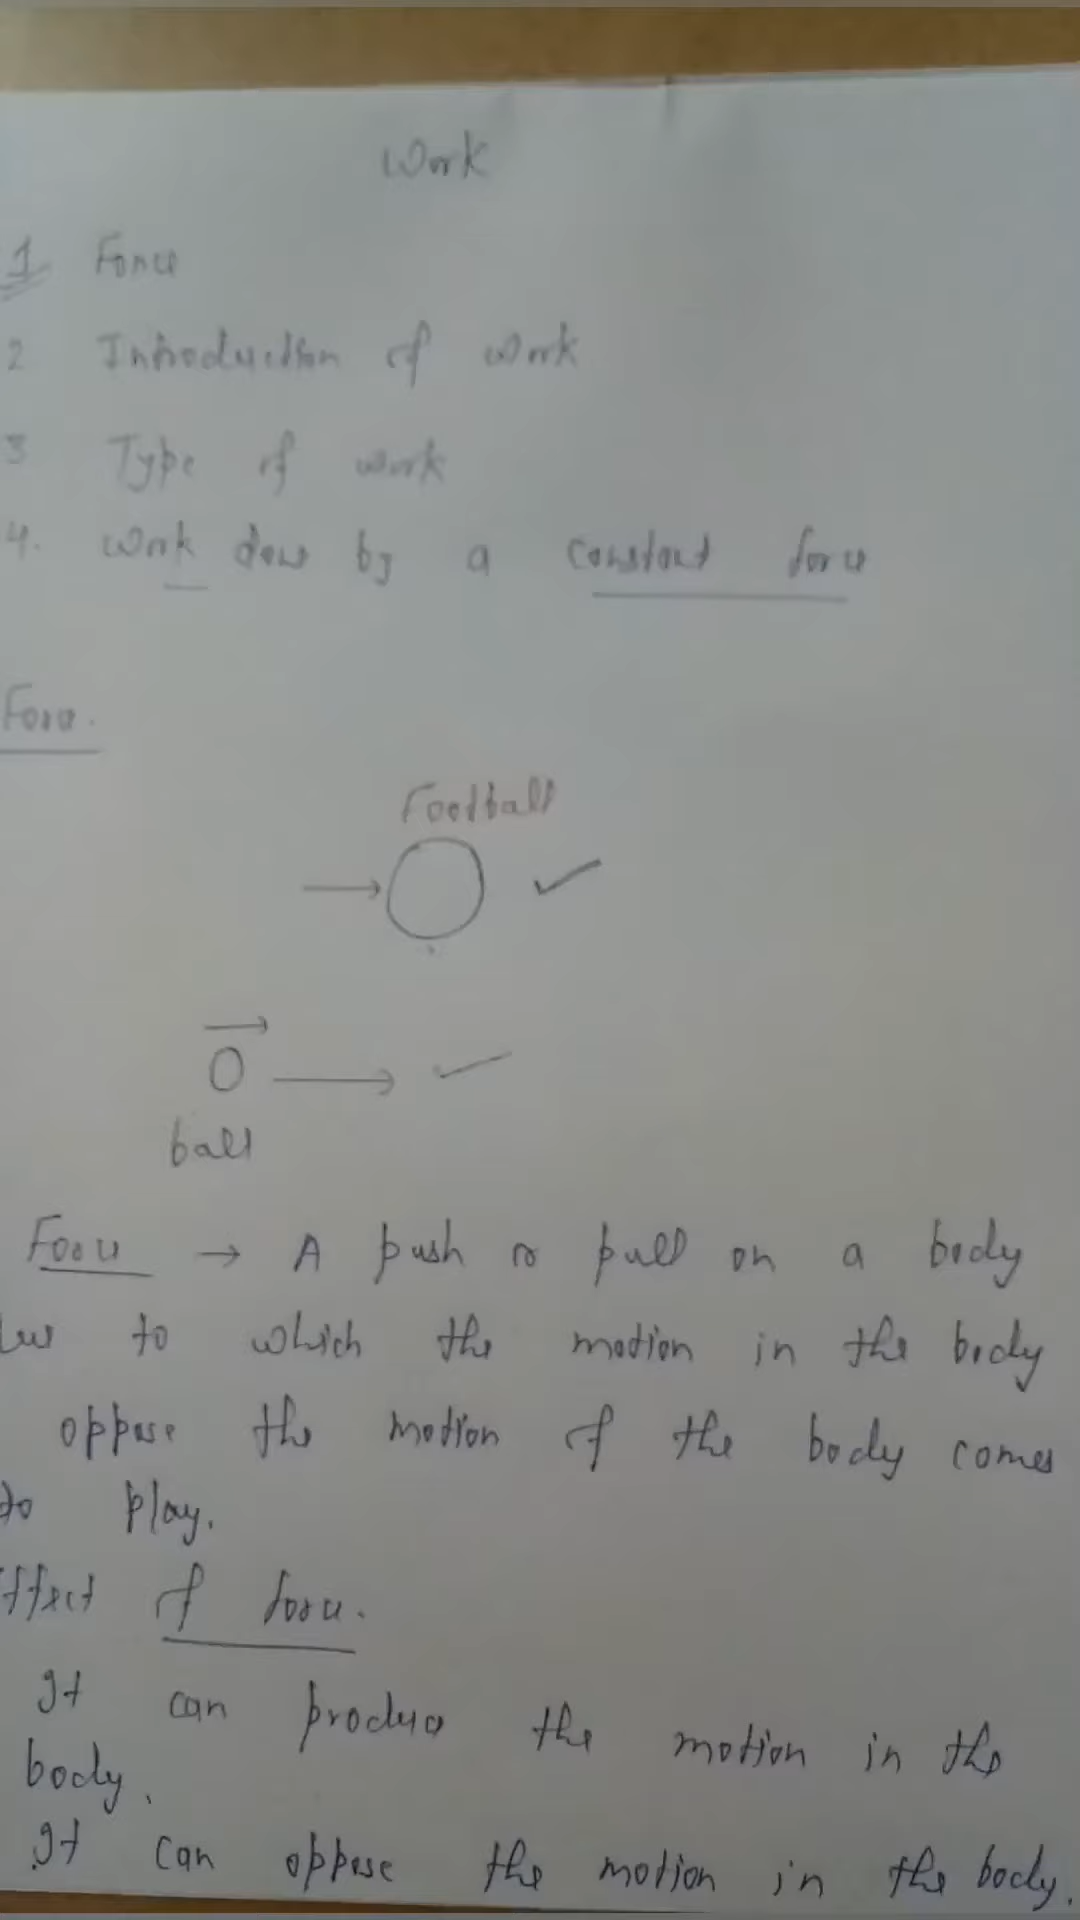 Work
1 Force
2 Introduction of work
3 Type of work
4. Work done by a constant force
Force.
Football
ball
Force → A push or pull on a body
to which the motion in the body
oppose the motion of the body comes
to play.
Effect of force.
It can produce the motion in the
body.
It can oppose the motion in the body.